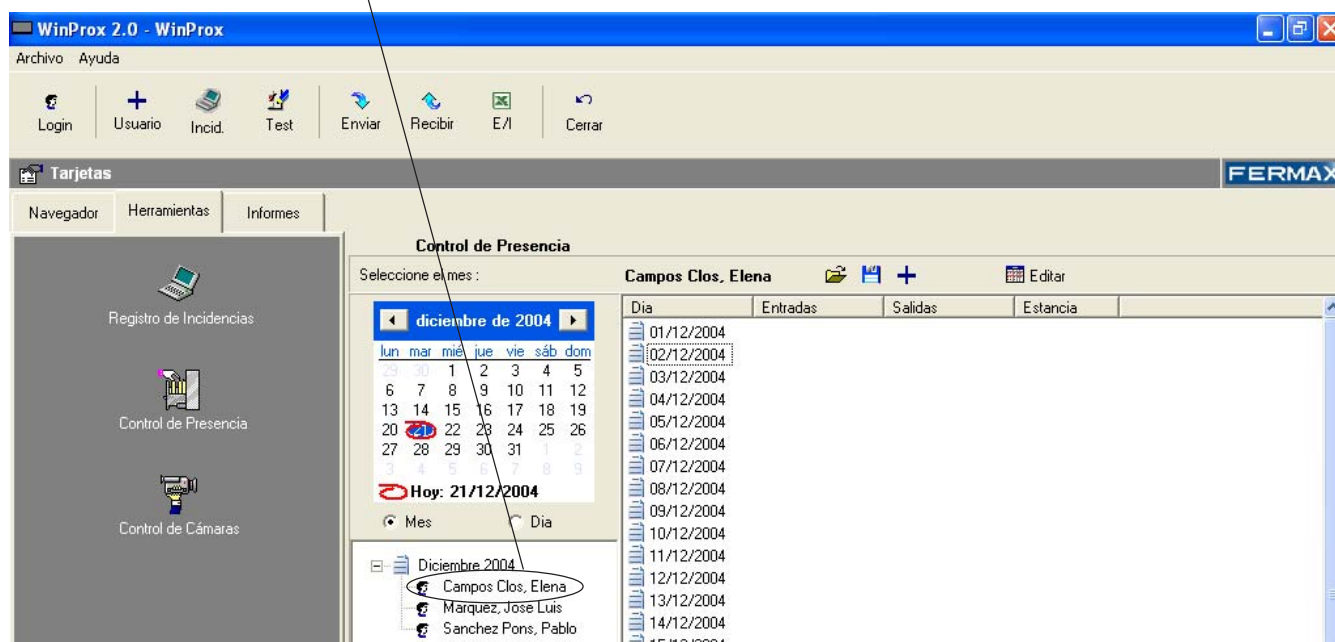 WinProx 2.0 - WinProx
Archivo Ayuda
Login Usuario Incid. Test Enviar Recibir E/I Cerrar
Tarjetas FERMAX
Navegador Herramientas Informes
Control de Presencia
Seleccione el mes :
Campos Clos, Elena Editar
Registro de Incidencias
Control de Presencia
Control de Cámaras
diciembre de 2004
lun mar mié jue vie sáb dom
29 30 1 2 3 4 5
6 7 8 9 10 11 12
13 14 15 16 17 18 19
20 21 22 23 24 25 26
27 28 29 30 31 1 2
3 4 5 6 7 8 9
Hoy: 21/12/2004
Mes Dia
Diciembre 2004
Campos Clos, Elena
Marquez, Jose Luis
Sanchez Pons, Pablo
Dia Entradas Salidas Estancia
01/12/2004
02/12/2004
03/12/2004
04/12/2004
05/12/2004
06/12/2004
07/12/2004
08/12/2004
09/12/2004
10/12/2004
11/12/2004
12/12/2004
13/12/2004
14/12/2004